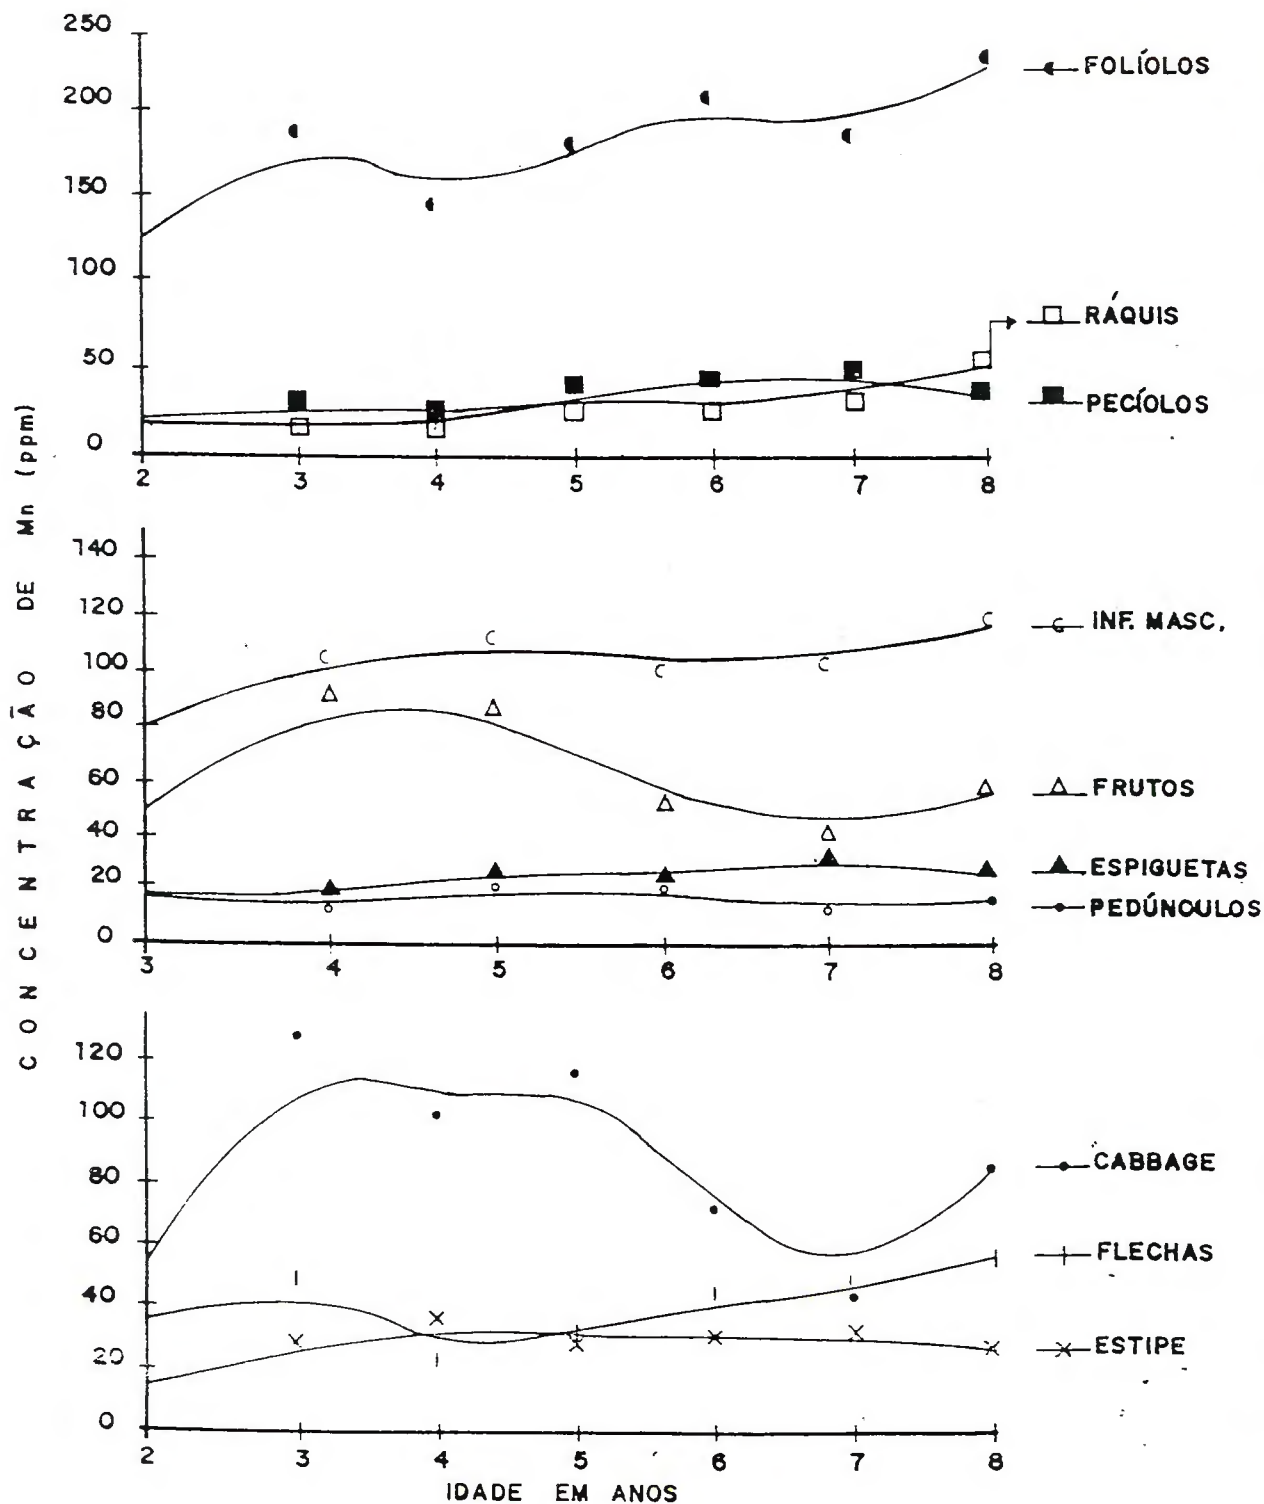 CONCENTRAÇÃO DE Mn (ppm)
250
200
150
100
50
0
2 3 4 5 6 7 8
FOLÍOLOS
RÁQUIS
PECÍOLOS
140
120
100
80
60
40
20
0
3 4 5 6 7 8
INF. MASC.
FRUTOS
ESPIGUETAS
PEDÚNOULOS
120
100
80
60
40
20
0
2 3 4 5 6 7 8
CABBAGE
FLECHAS
ESTIPE
IDADE EM ANOS